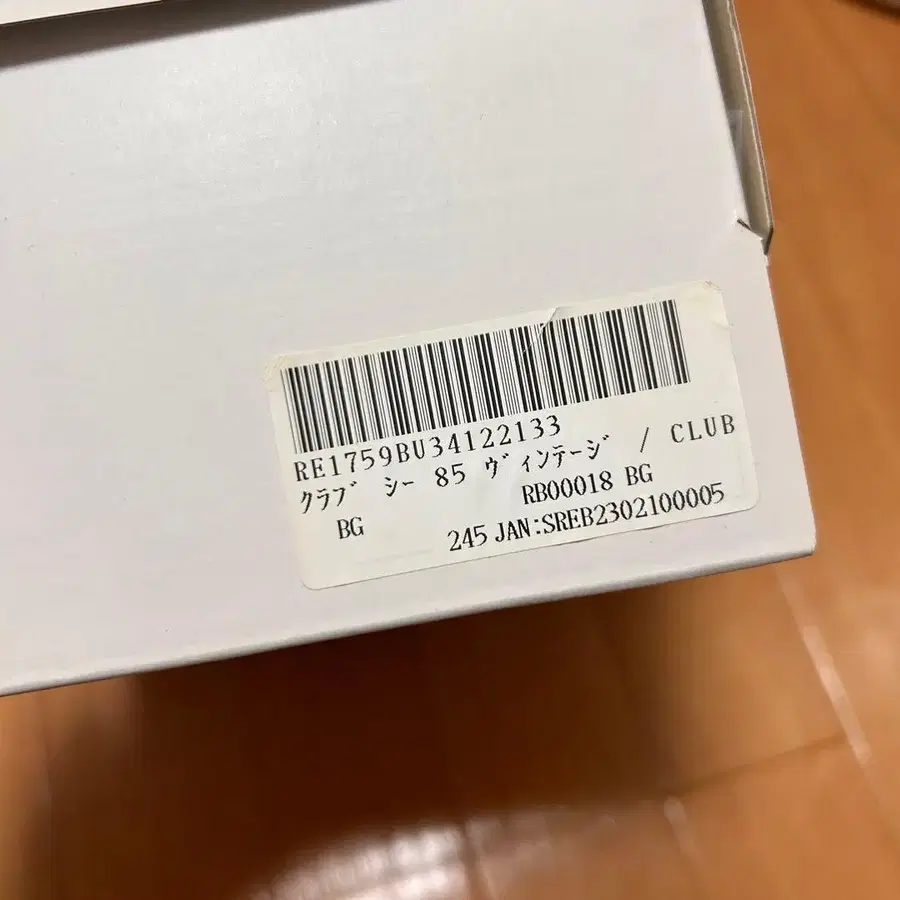 RE1759BU34122133
ｸﾗﾌﾞ ｼｰ 85 ｳﾞｨﾝﾃｰｼﾞ / CLUB
RB00018 BG
BG
245 JAN:SREB2302100005